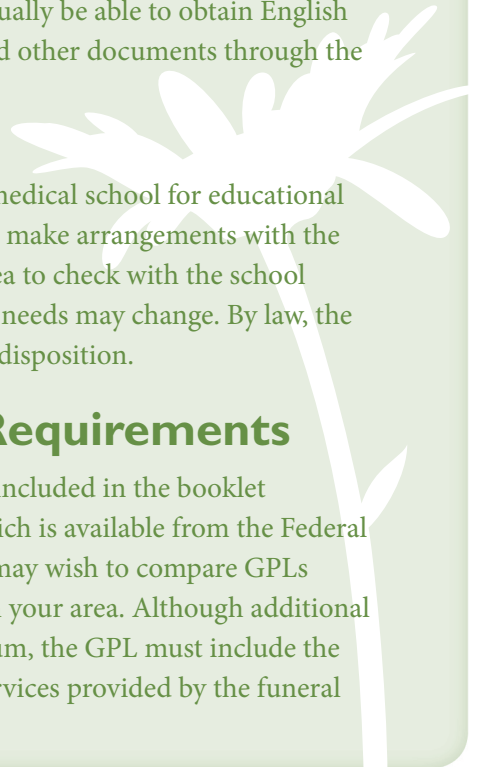 ually be able to obtain English
d other documents through the
medical school for educational
make arrangements with the
ea to check with the school
needs may change. By law, the
disposition.
Requirements
included in the booklet
ich is available from the Federal
may wish to compare GPLs
your area. Although additional
um, the GPL must include the
rvices provided by the funeral